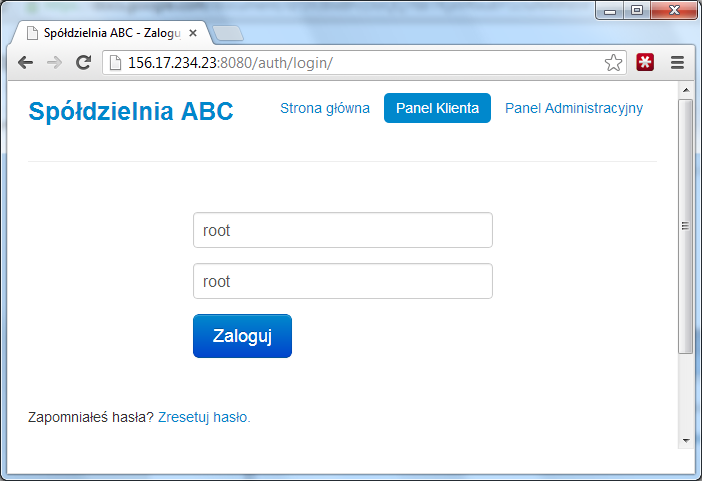 Spółdzielnia ABC - Zalogu
156.17.234.23:8080/auth/login/
Spółdzielnia ABC
Strona główna
Panel Klienta
Panel Administracyjny
root
root
Zaloguj
Zapomniałeś hasła? Zresetuj hasło.